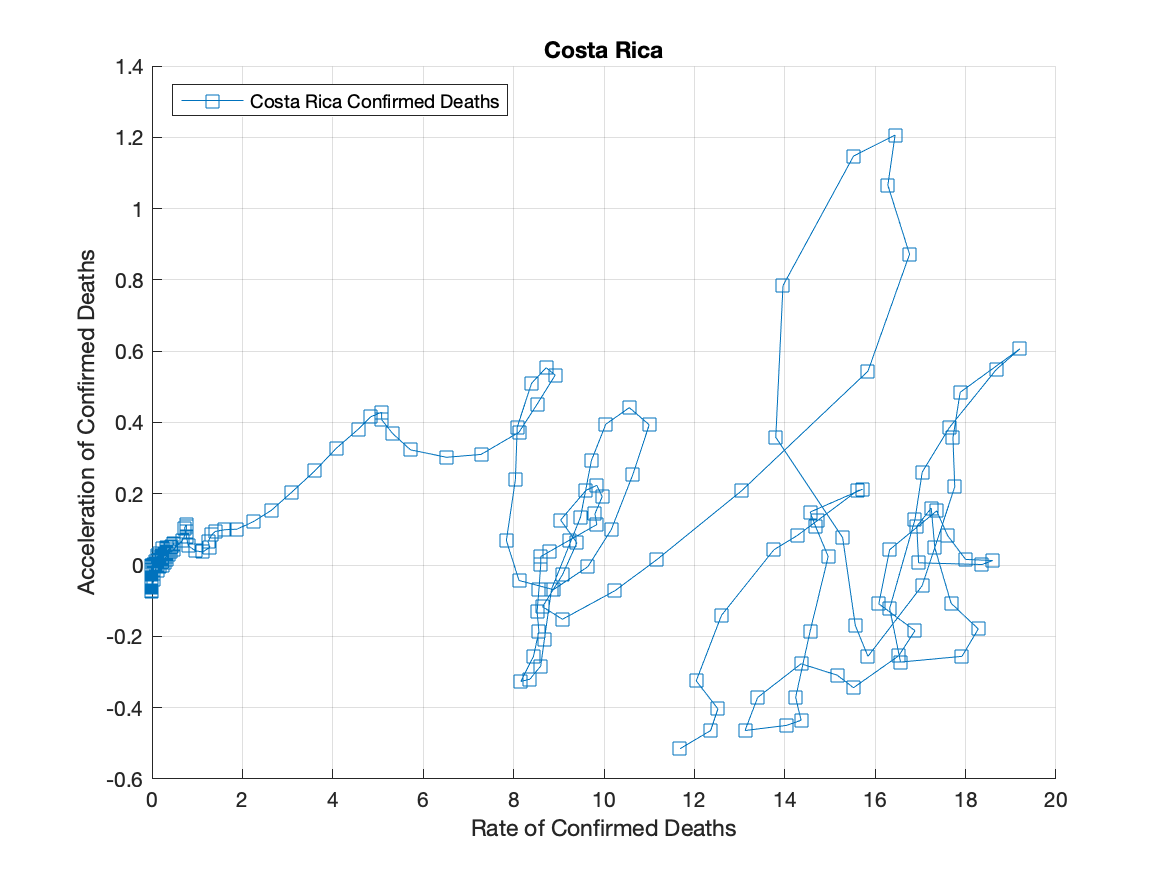 Costa Rica
1.4
Costa Rica Confirmed Deaths
1.2
1
0.8
0.6
0.4
0.2
0
-0.2
-0.4
-0.6
Acceleration of Confirmed Deaths
0 2 4 6 8 10 12 14 16 18 20
Rate of Confirmed Deaths